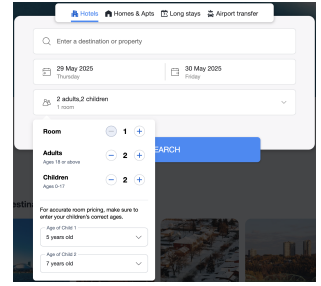 Hotels
Homes & Apts
Long stays
Airport transfer
Enter a destination or property
29 May 2025
Thursday
30 May 2025
Friday
2 adults,2 children
1 room
Room
1
Adults
Ages 18 or above
2
Children
Ages 0-17
2
EARCH
For accurate room pricing, make sure to
enter your children's correct ages.
Age of Child 1
5 years old
Age of Child 2
7 years old
estin